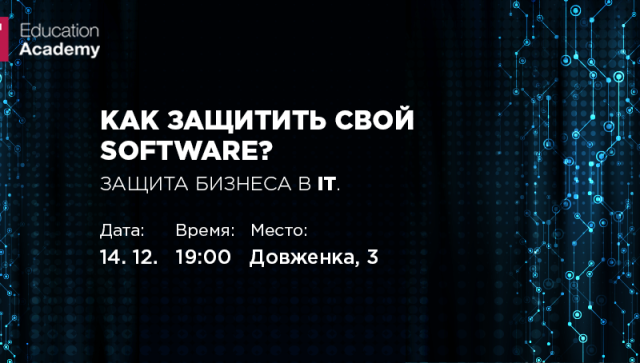 Education
Academy
КАК ЗАЩИТИТЬ СВОЙ
SOFTWARE?
ЗАЩИТА БИЗНЕСА В IT.
Дата: Время: Место:
14. 12. 19:00 Довженка, 3